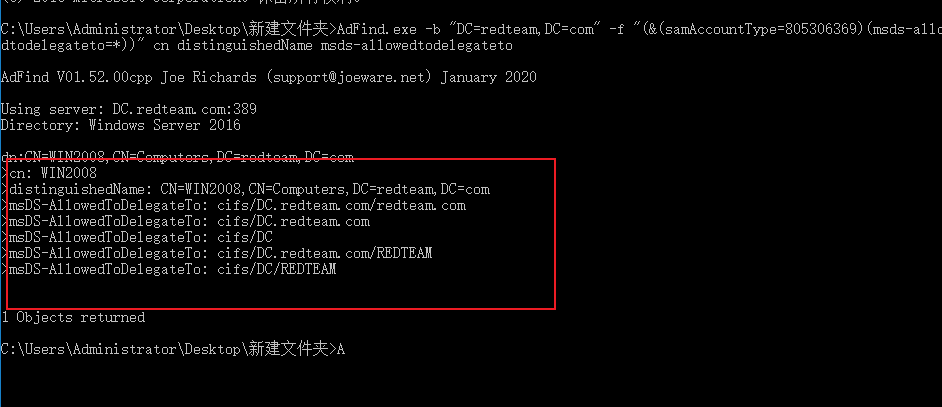 C:\Users\Administrator\Desktop\新建文件夹>AdFind.exe -b "DC=redteam,DC=com" -f "(&(samAccountType=805306369)(msds-allo
dtodelegateto=*))" cn distinguishedName msds-allowedtodelegateto
AdFind V01.52.00cpp Joe Richards (support@joeware.net) January 2020
Using server: DC.redteam.com:389
Directory: Windows Server 2016
dn:CN=WIN2008,CN=Computers,DC=redteam,DC=com
>cn: WIN2008
>distinguishedName: CN=WIN2008,CN=Computers,DC=redteam,DC=com
>msDS-AllowedToDelegateTo: cifs/DC.redteam.com/redteam.com
>msDS-AllowedToDelegateTo: cifs/DC.redteam.com
>msDS-AllowedToDelegateTo: cifs/DC
>msDS-AllowedToDelegateTo: cifs/DC.redteam.com/REDTEAM
>msDS-AllowedToDelegateTo: cifs/DC/REDTEAM
1 Objects returned
C:\Users\Administrator\Desktop\新建文件夹>A